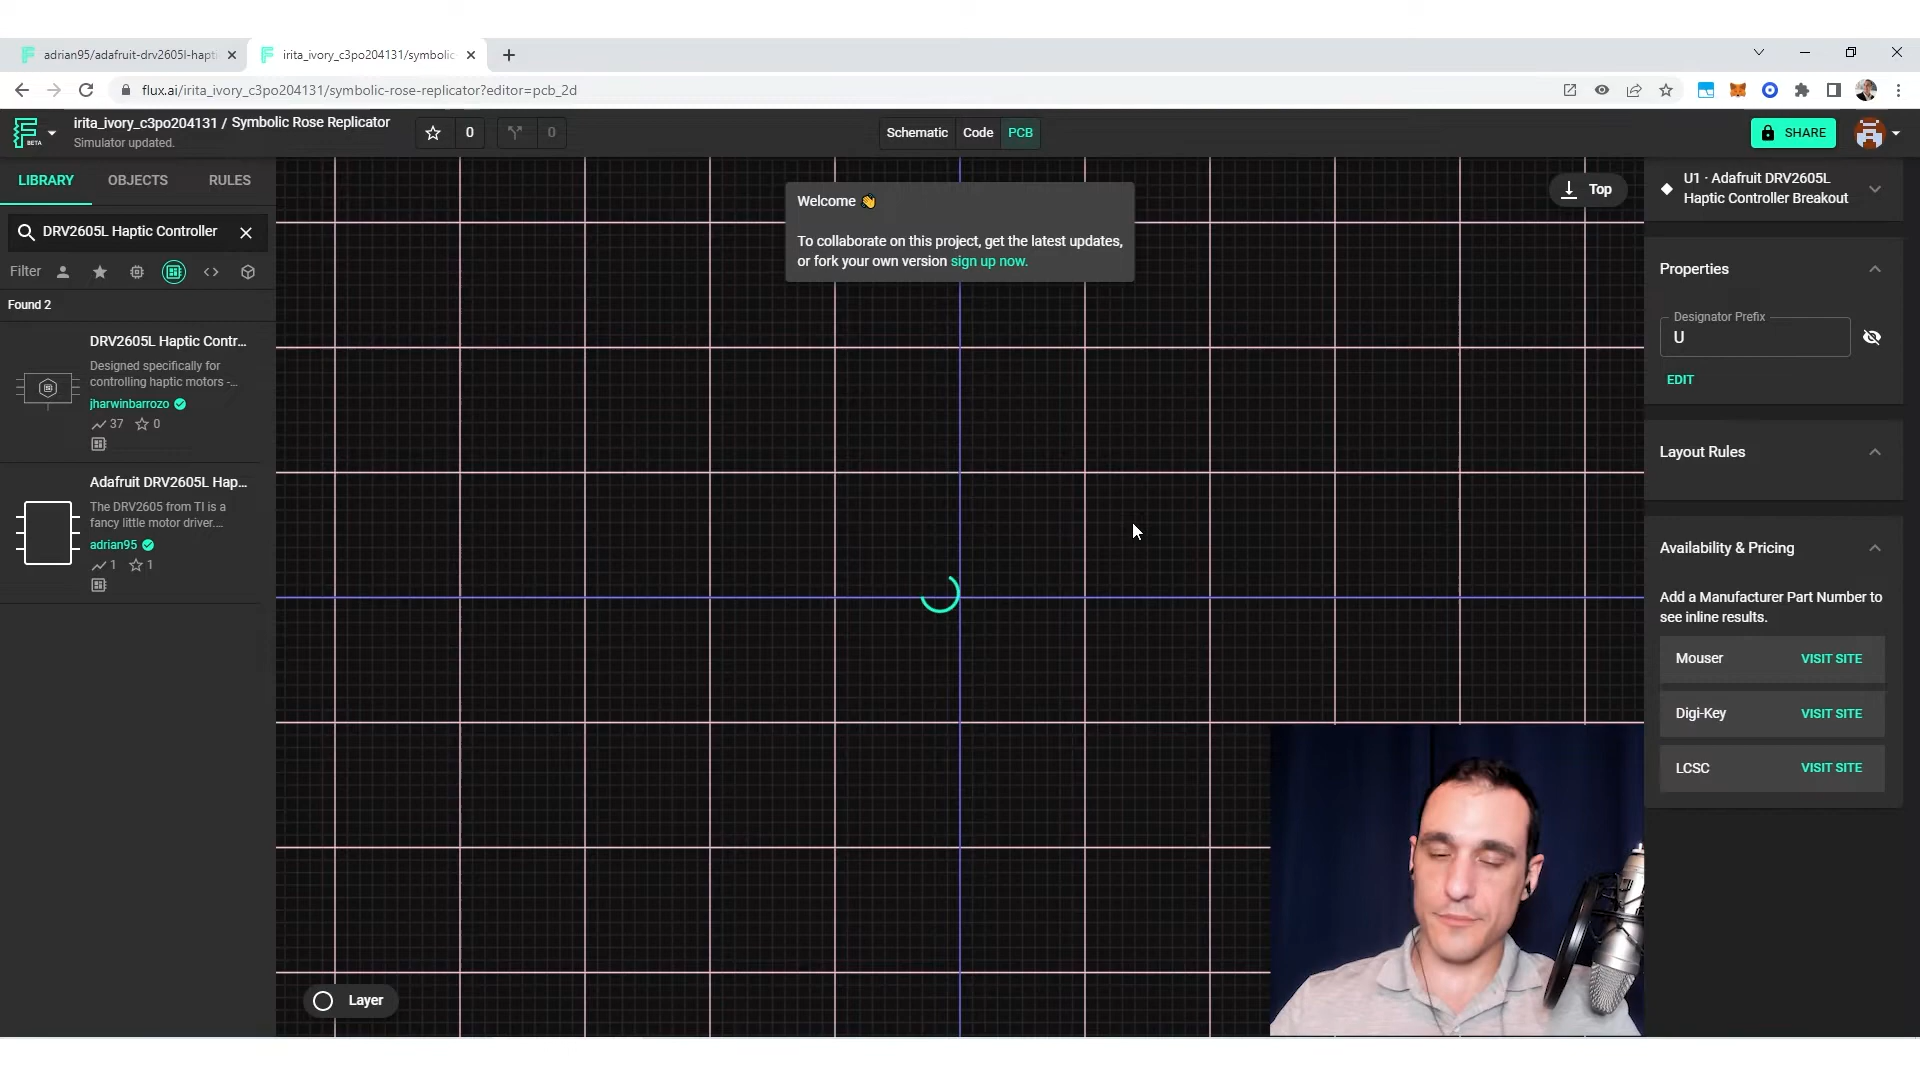 adrian95/adafruit-drv2605l-hapti
irita_ivory_c3po204131/symbolic-
flux.ai/irita_ivory_c3po204131/symbolic-rose-replicator?editor=pcb_2d
BETA
irita_ivory_c3po204131 / Symbolic Rose Replicator
Simulator updated.
0
0
Schematic Code PCB
SHARE
LIBRARY OBJECTS RULES
DRV2605L Haptic Controller
Filter
Found 2
DRV2605L Haptic Contr...
Designed specifically for
controlling haptic motors -...
jharwinbarrozo
37 0
Adafruit DRV2605L Hap...
The DRV2605 from TI is a
fancy little motor driver....
adrian95
1 1
Welcome 👋
To collaborate on this project, get the latest updates,
or fork your own version sign up now.
Top
Layer
U1 · Adafruit DRV2605L
Haptic Controller Breakout
Properties
Designator Prefix
U
EDIT
Layout Rules
Availability & Pricing
Add a Manufacturer Part Number to
see inline results.
Mouser VISIT SITE
Digi-Key VISIT SITE
LCSC VISIT SITE